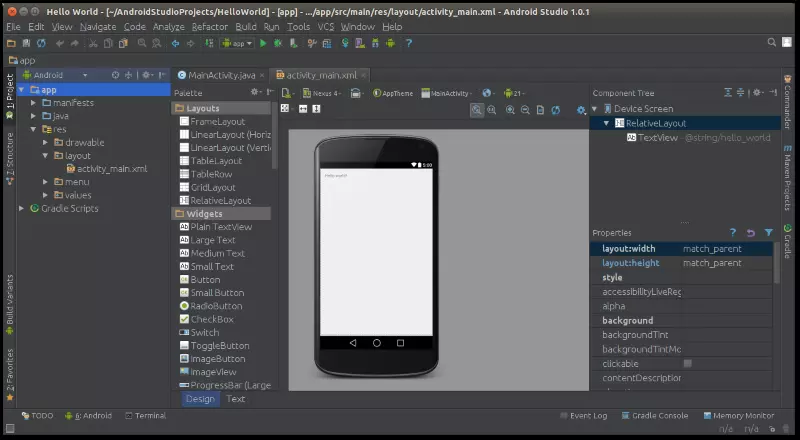 Hello World - [~/AndroidStudioProjects/HelloWorld] - [app] - .../app/src/main/res/layout/activity_main.xml - Android Studio 1.0.1
File Edit View Navigate Code Analyze Refactor Build Run Tools VCS Window Help
app
app
1: Project
7: Structure
Build Variants
2: Favorites
Android
app
manifests
java
res
drawable
layout
activity_main.xml
menu
values
Gradle Scripts
MainActivity.java
activity_main.xml
Palette
Layouts
FrameLayout
LinearLayout (Horiz
LinearLayout (Vertic
TableLayout
TableRow
GridLayout
RelativeLayout
Widgets
Plain TextView
Large Text
Medium Text
Small Text
Button
Small Button
RadioButton
CheckBox
Switch
ToggleButton
ImageButton
ImageView
ProgressBar (Large
Design Text
Nexus 4
AppTheme
MainActivity
21
5:00
Hello world!
Component Tree
Device Screen
RelativeLayout
TextView - @string/hello_world
Properties
layout:width match_parent
layout:height match_parent
style
accessibilityLiveReg
alpha
background
backgroundTint
backgroundTintMo
clickable
contentDescription
Commander
Maven Projects
Gradle
TODO
6: Android
Terminal
Event Log
Gradle Console
Memory Monitor
n/a n/a